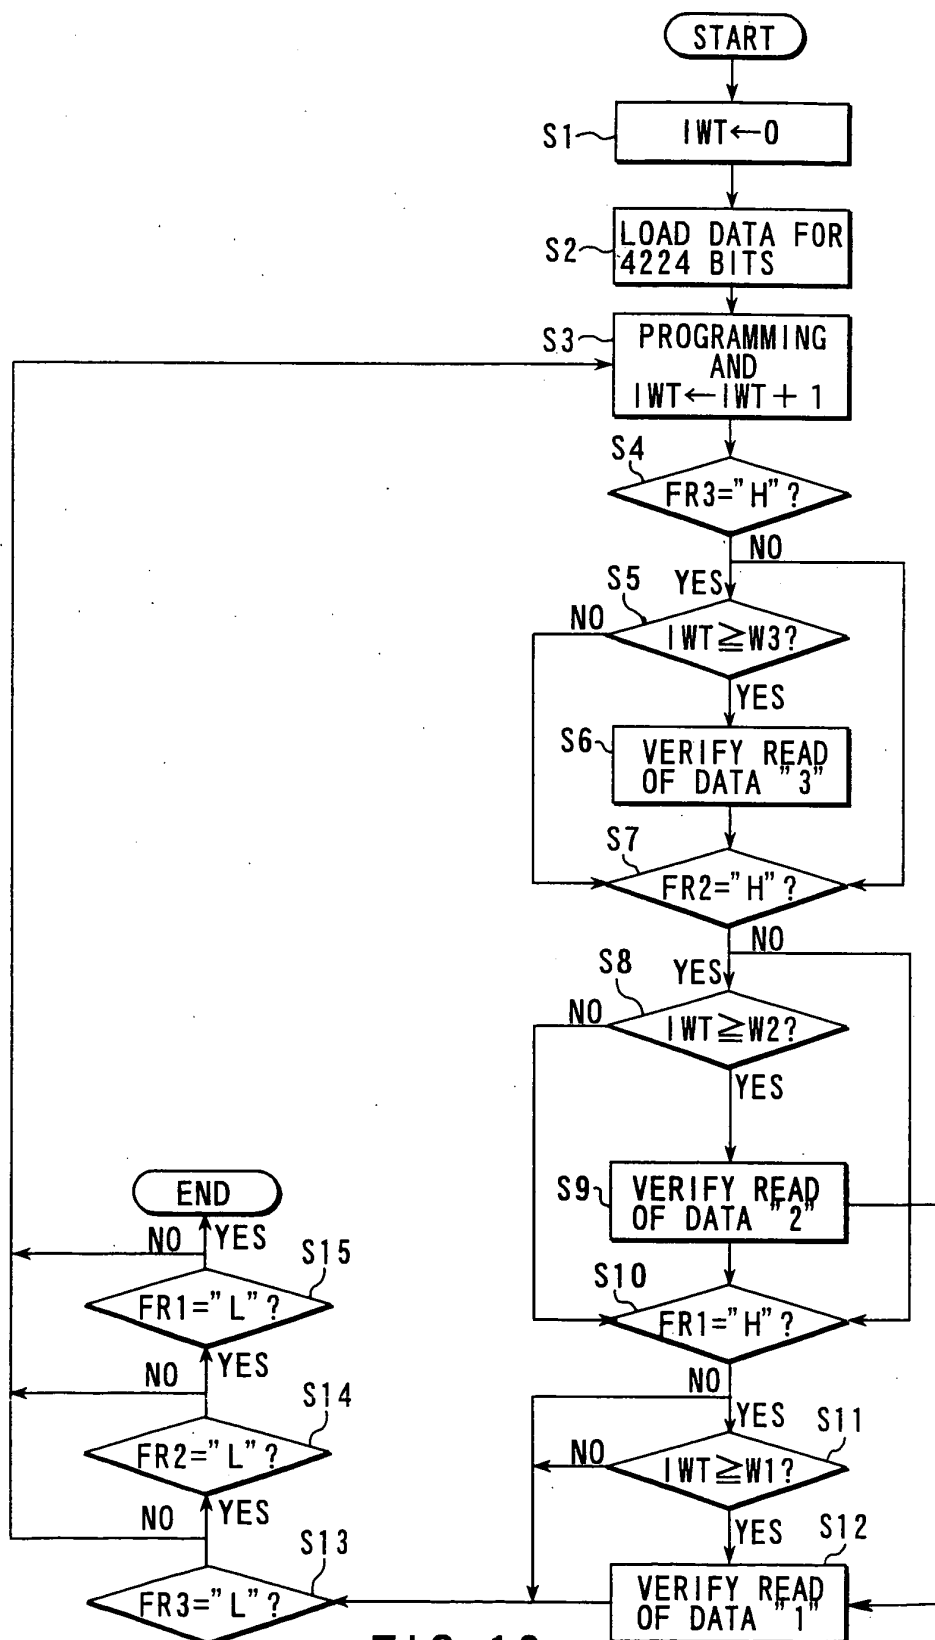 START
S1
IWT←0
S2
LOAD DATA FOR
4224 BITS
S3
PROGRAMMING
AND
IWT←IWT+1
S4
FR3="H"?
NO
YES
S5
NO
IWT≧W3?
YES
S6
VERIFY READ
OF DATA "3"
S7
FR2="H"?
NO
YES
S8
NO
IWT≧W2?
YES
S9
VERIFY READ
OF DATA "2"
S10
FR1="H"?
NO
YES
S11
NO
IWT≧W1?
YES
S12
VERIFY READ
OF DATA "1"
S13
FR3="L"?
NO
YES
S14
FR2="L"?
NO
YES
S15
FR1="L"?
NO
YES
END